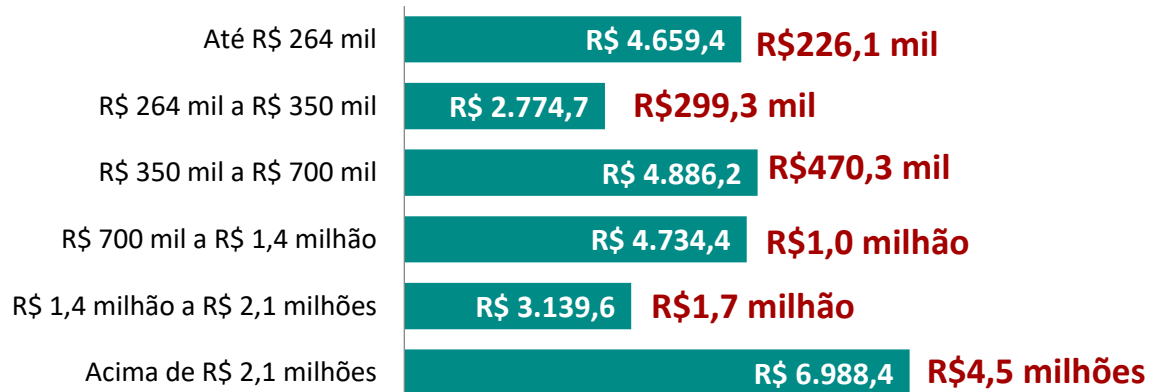 Até R$ 264 mil R$ 4.659,4 R$226,1 mil
R$ 264 mil a R$ 350 mil R$ 2.774,7 R$299,3 mil
R$ 350 mil a R$ 700 mil R$ 4.886,2 R$470,3 mil
R$ 700 mil a R$ 1,4 milhão R$ 4.734,4 R$1,0 milhão
R$ 1,4 milhão a R$ 2,1 milhões R$ 3.139,6 R$1,7 milhão
Acima de R$ 2,1 milhões R$ 6.988,4 R$4,5 milhões